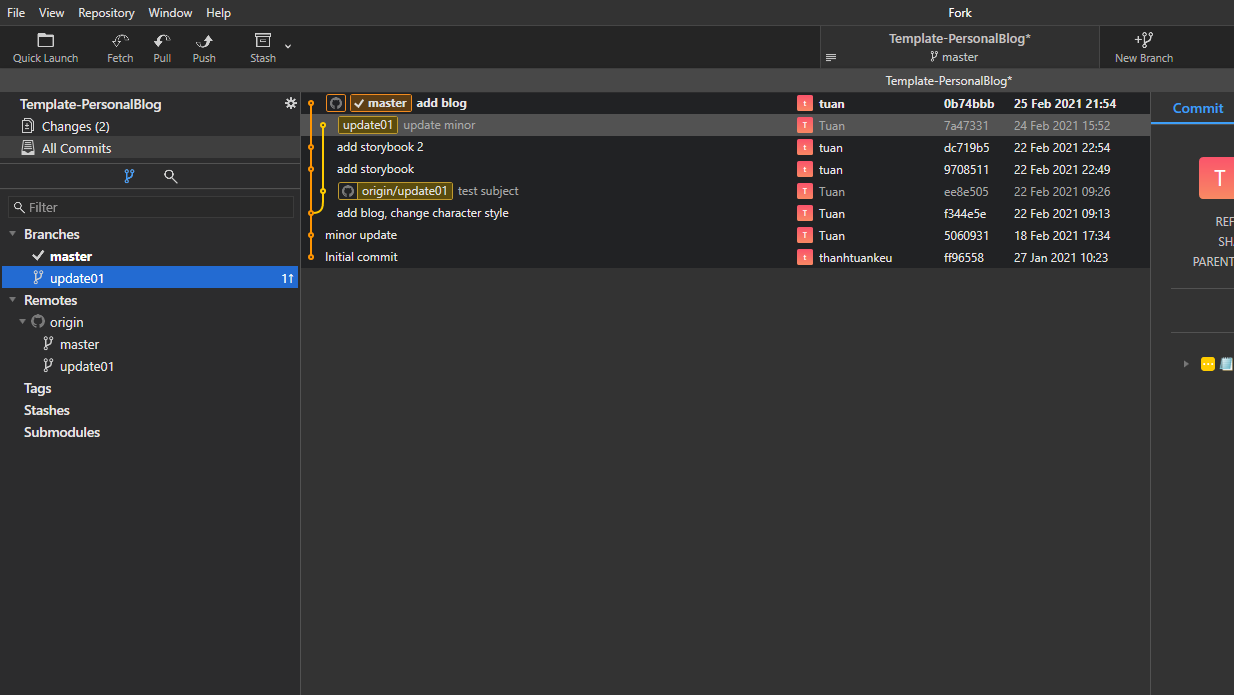 File View Repository Window Help Fork
Quick Launch Fetch Pull Push Stash Template-PersonalBlog* New Branch
master
Template-PersonalBlog*
Template-PersonalBlog
Changes (2)
All Commits
Filter
Branches
master
update01 1↑
Remotes
origin
master
update01
Tags
Stashes
Submodules
master add blog t tuan 0b74bbb 25 Feb 2021 21:54
update01 update minor T Tuan 7a47331 24 Feb 2021 15:52
add storybook 2 t tuan dc719b5 22 Feb 2021 22:54
add storybook t tuan 9708511 22 Feb 2021 22:49
origin/update01 test subject T Tuan ee8e505 22 Feb 2021 09:26
add blog, change character style T Tuan f344e5e 22 Feb 2021 09:13
minor update T Tuan 5060931 18 Feb 2021 17:34
Initial commit t thanhtuankeu ff96558 27 Jan 2021 10:23
Commit
T
REF
SH
PARENT